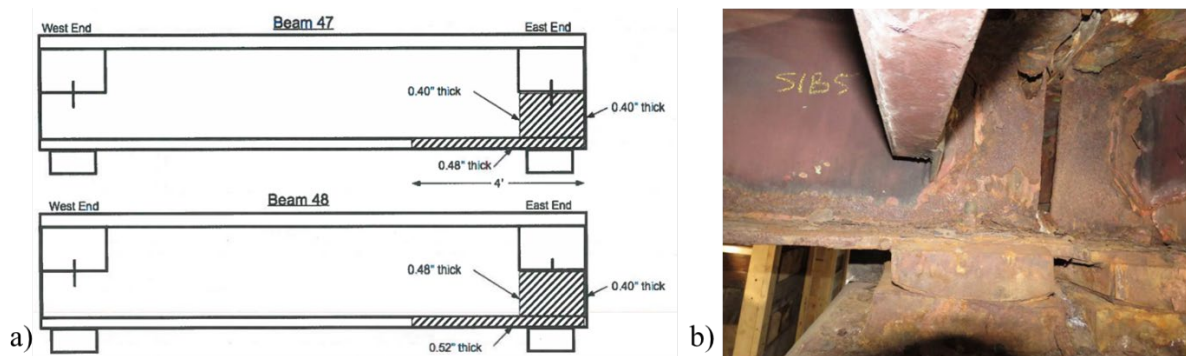 Beam 47
West End
East End
0.40" thick
0.40" thick
0.48" thick
4'
Beam 48
West End
East End
0.48" thick
0.40" thick
0.52" thick
a)
b)
S1B5